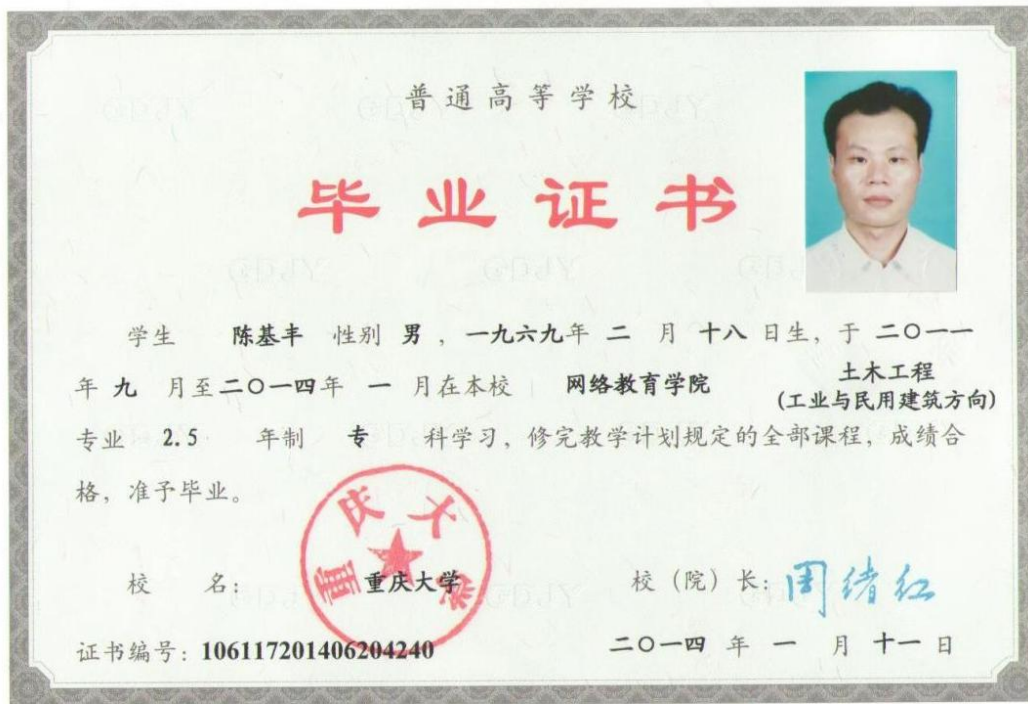 普通高等学校
毕业证书
学生 陈基丰 性别 男 ，一九六九年 二 月 十八 日生，于 二〇一一
年 九 月至二〇一四年 一 月在本校 网络教育学院 土木工程
(工业与民用建筑方向)
专业 2.5 年制 专 科学习，修完教学计划规定的全部课程，成绩合
格，准予毕业。
重庆大学
校 名： 重庆大学 校（院）长：周绪红
证书编号：106117201406204240 二〇一四 年 一 月 十一 日